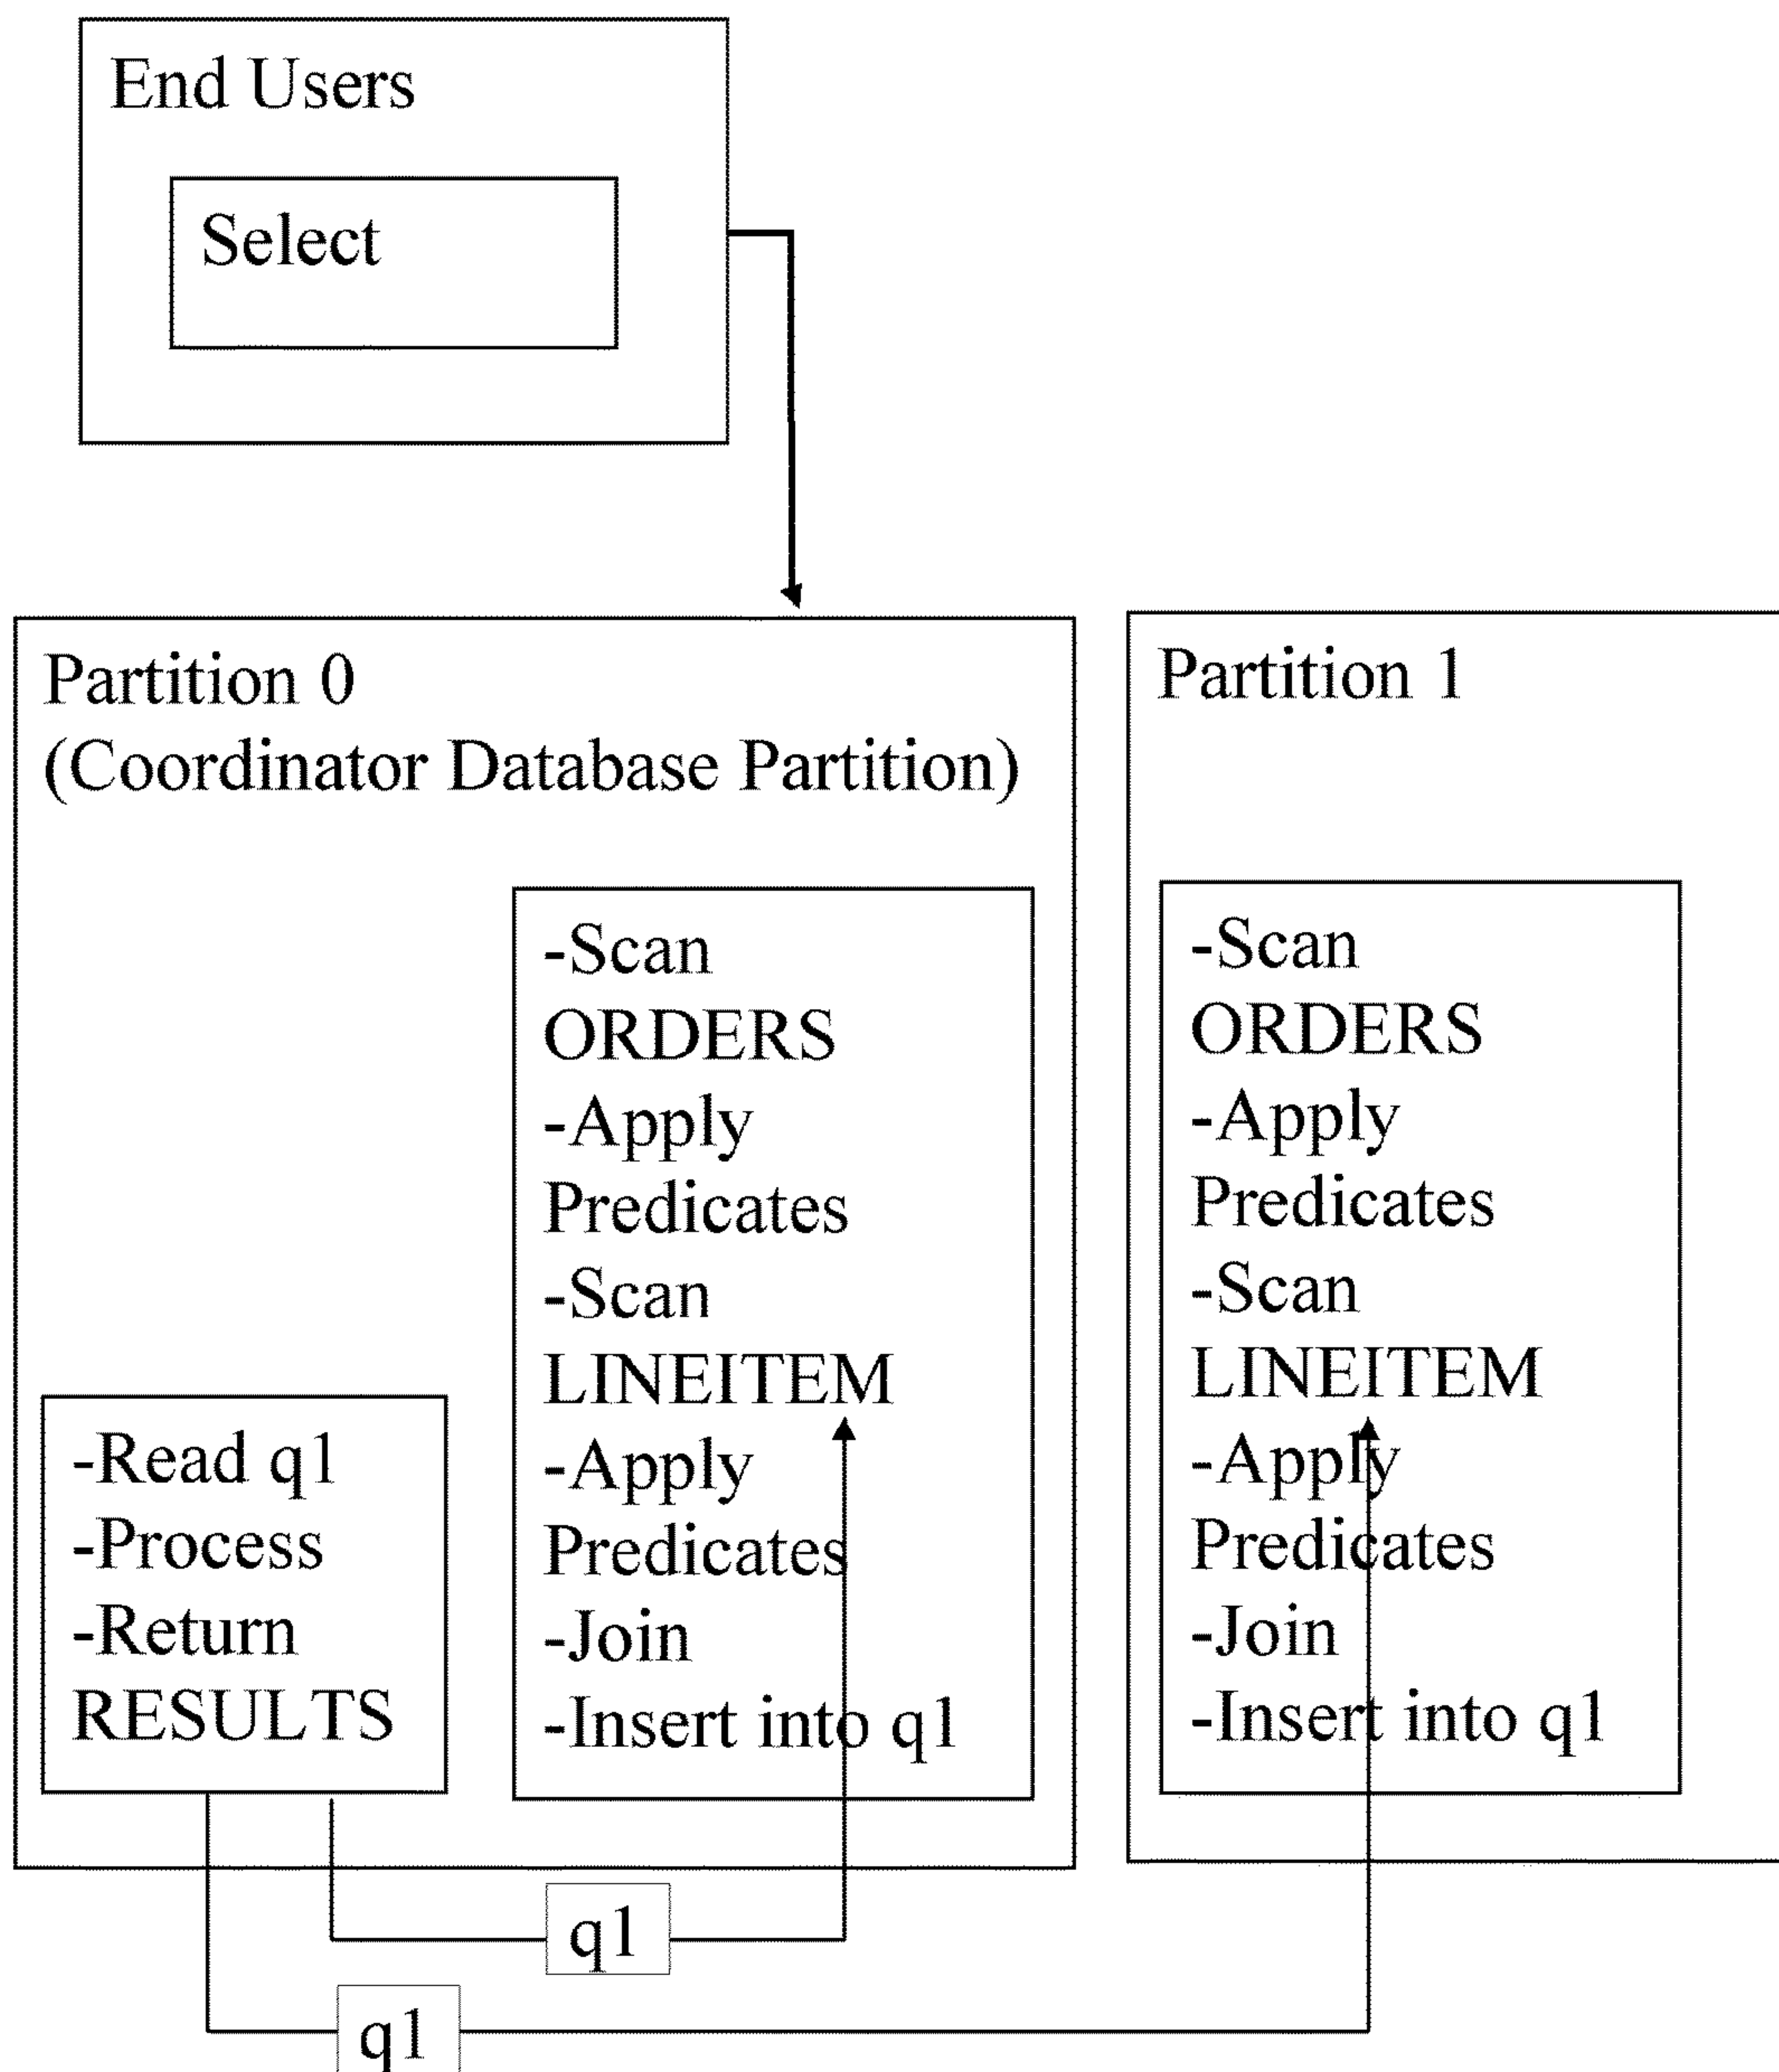 End Users
Select
Partition 0
(Coordinator Database Partition)
-Read q1
-Process
-Return
RESULTS
-Scan
ORDERS
-Apply
Predicates
-Scan
LINEITEM
-Apply
Predicates
-Join
-Insert into q1
Partition 1
-Scan
ORDERS
-Apply
Predicates
-Scan
LINEITEM
-Apply
Predicates
-Join
-Insert into q1
q1
q1